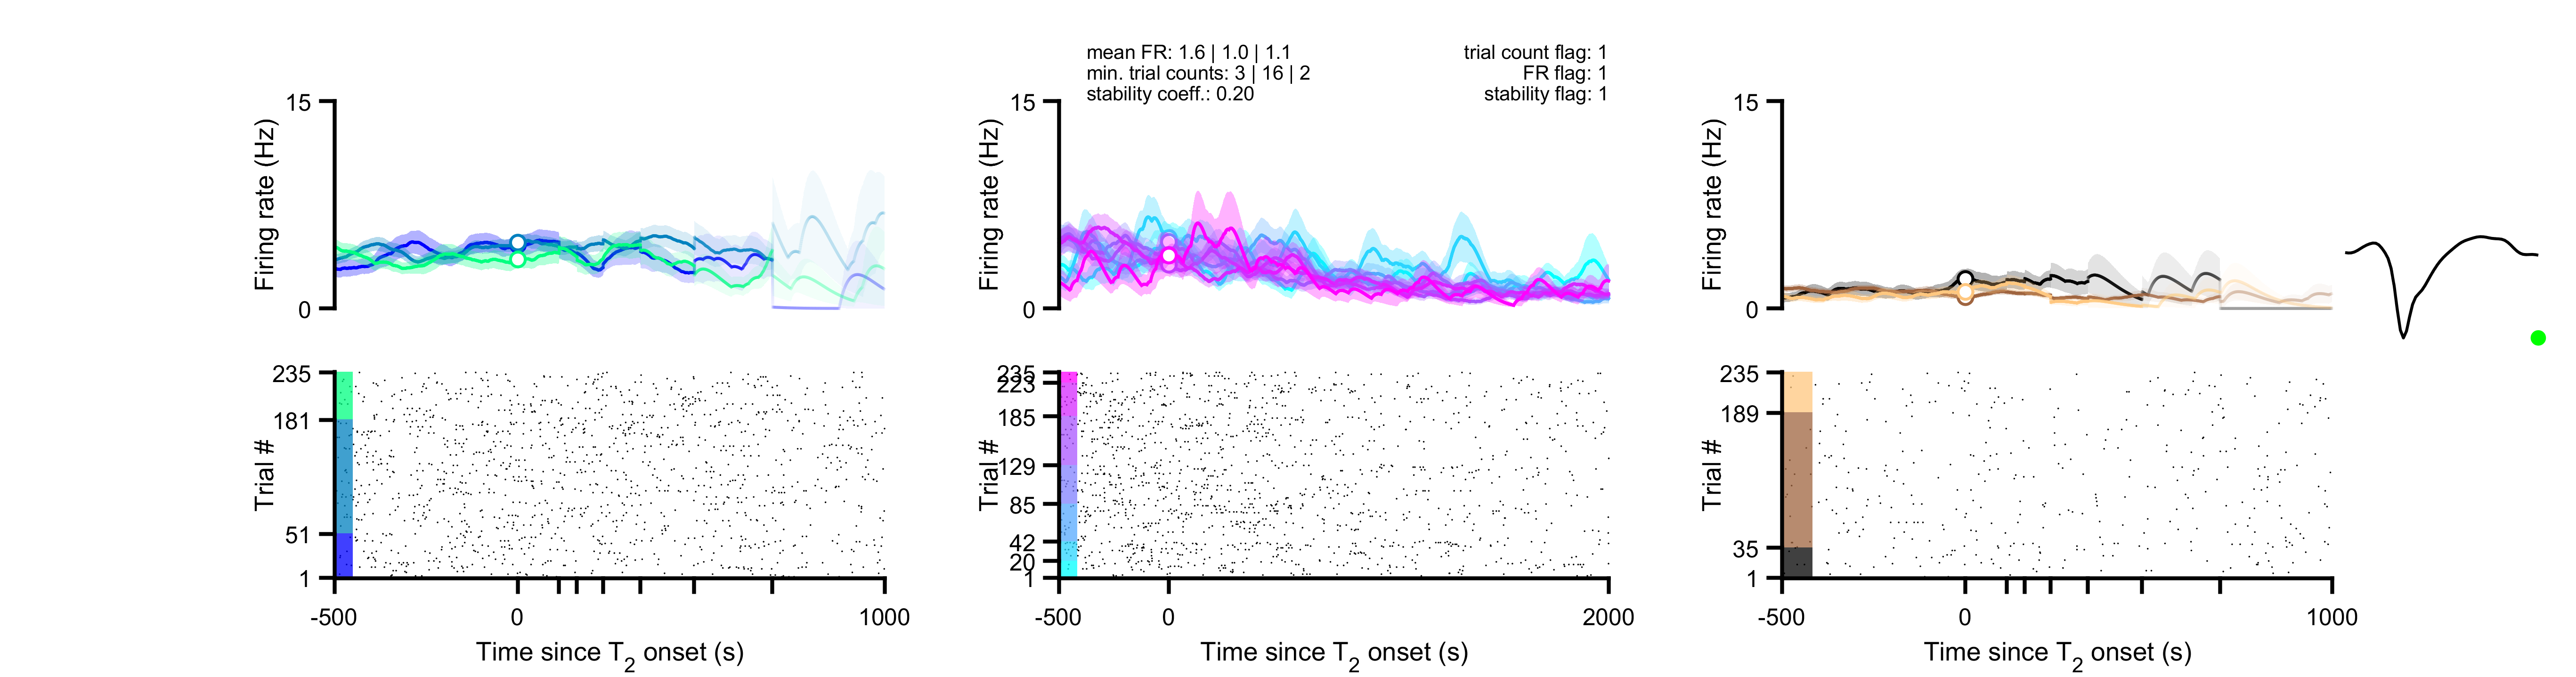 mean FR: 1.6 | 1.0 | 1.1
min. trial counts: 3 | 16 | 2
stability coeff.: 0.20
trial count flag: 1
FR flag: 1
stability flag: 1
15
Firing rate (Hz)
0
15
Firing rate (Hz)
0
15
Firing rate (Hz)
0
235
181
Trial #
51
1
-500
0
1000
Time since T2 onset (s)
235
223
185
Trial #
129
85
42
20
1
-500
0
2000
Time since T2 onset (s)
235
189
Trial #
35
1
-500
0
1000
Time since T2 onset (s)